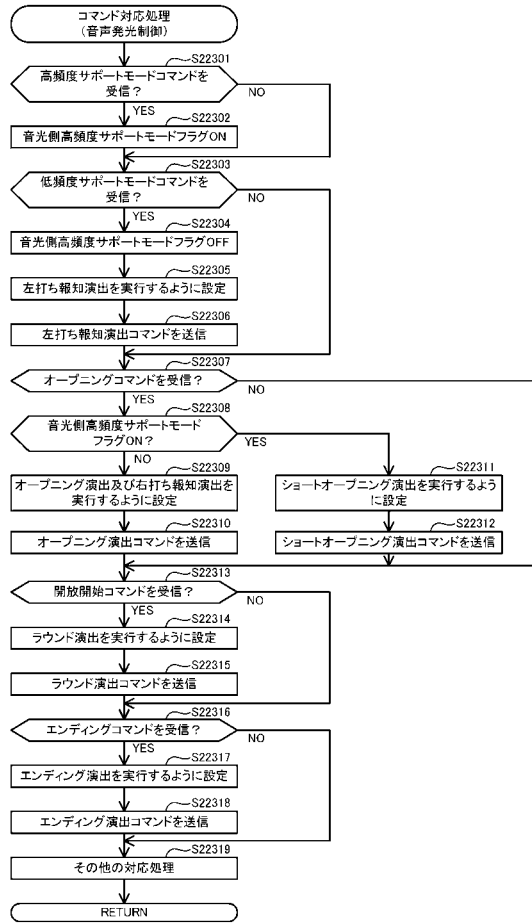 コマンド対応処理
(音声発光制御)
S22301
高頻度サポートモードコマンドを
受信？
NO
YES
S22302
音光側高頻度サポートモードフラグON
S22303
低頻度サポートモードコマンドを
受信？
NO
YES
S22304
音光側高頻度サポートモードフラグOFF
S22305
左打ち報知演出を実行するように設定
S22306
左打ち報知演出コマンドを送信
S22307
オープニングコマンドを受信？
NO
YES
S22308
音光側高頻度サポートモード
フラグON？
YES
NO
S22309
オープニング演出及び右打ち報知演出を
実行するように設定
S22311
ショートオープニング演出を実行するよう
に設定
S22310
オープニング演出コマンドを送信
S22312
ショートオープニング演出コマンドを送信
S22313
開放開始コマンドを受信？
NO
YES
S22314
ラウンド演出を実行するように設定
S22315
ラウンド演出コマンドを送信
S22316
エンディングコマンドを受信？
NO
YES
S22317
エンディング演出を実行するように設定
S22318
エンディング演出コマンドを送信
S22319
その他の対応処理
RETURN